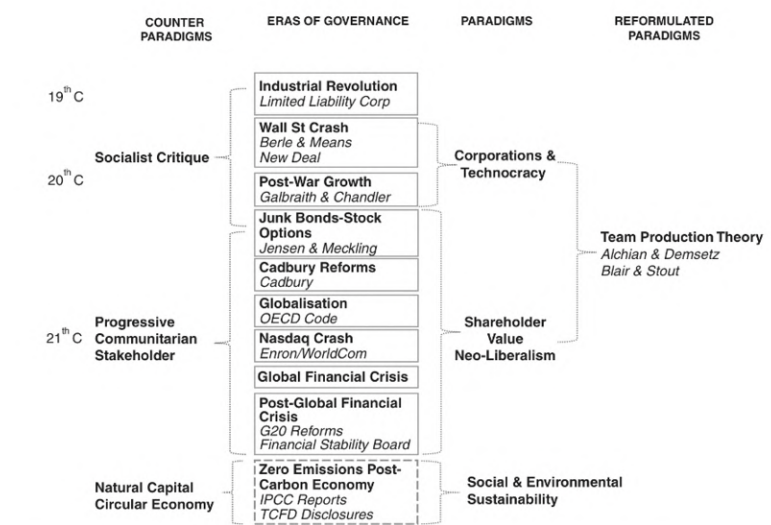 COUNTER
PARADIGMS
ERAS OF GOVERNANCE
PARADIGMS
REFORMULATED
PARADIGMS
19th C
20th C
21th C
Socialist Critique
Progressive
Communitarian
Stakeholder
Natural Capital
Circular Economy
Industrial Revolution
Limited Liability Corp
Wall St Crash
Berle & Means
New Deal
Post-War Growth
Galbraith & Chandler
Junk Bonds-Stock
Options
Jensen & Meckling
Cadbury Reforms
Cadbury
Globalisation
OECD Code
Nasdaq Crash
Enron/WorldCom
Global Financial Crisis
Post-Global Financial
Crisis
G20 Reforms
Financial Stability Board
Zero Emissions Post-
Carbon Economy
IPCC Reports
TCFD Disclosures
Corporations &
Technocracy
Shareholder
Value
Neo-Liberalism
Social & Environmental
Sustainability
Team Production Theory
Alchian & Demsetz
Blair & Stout